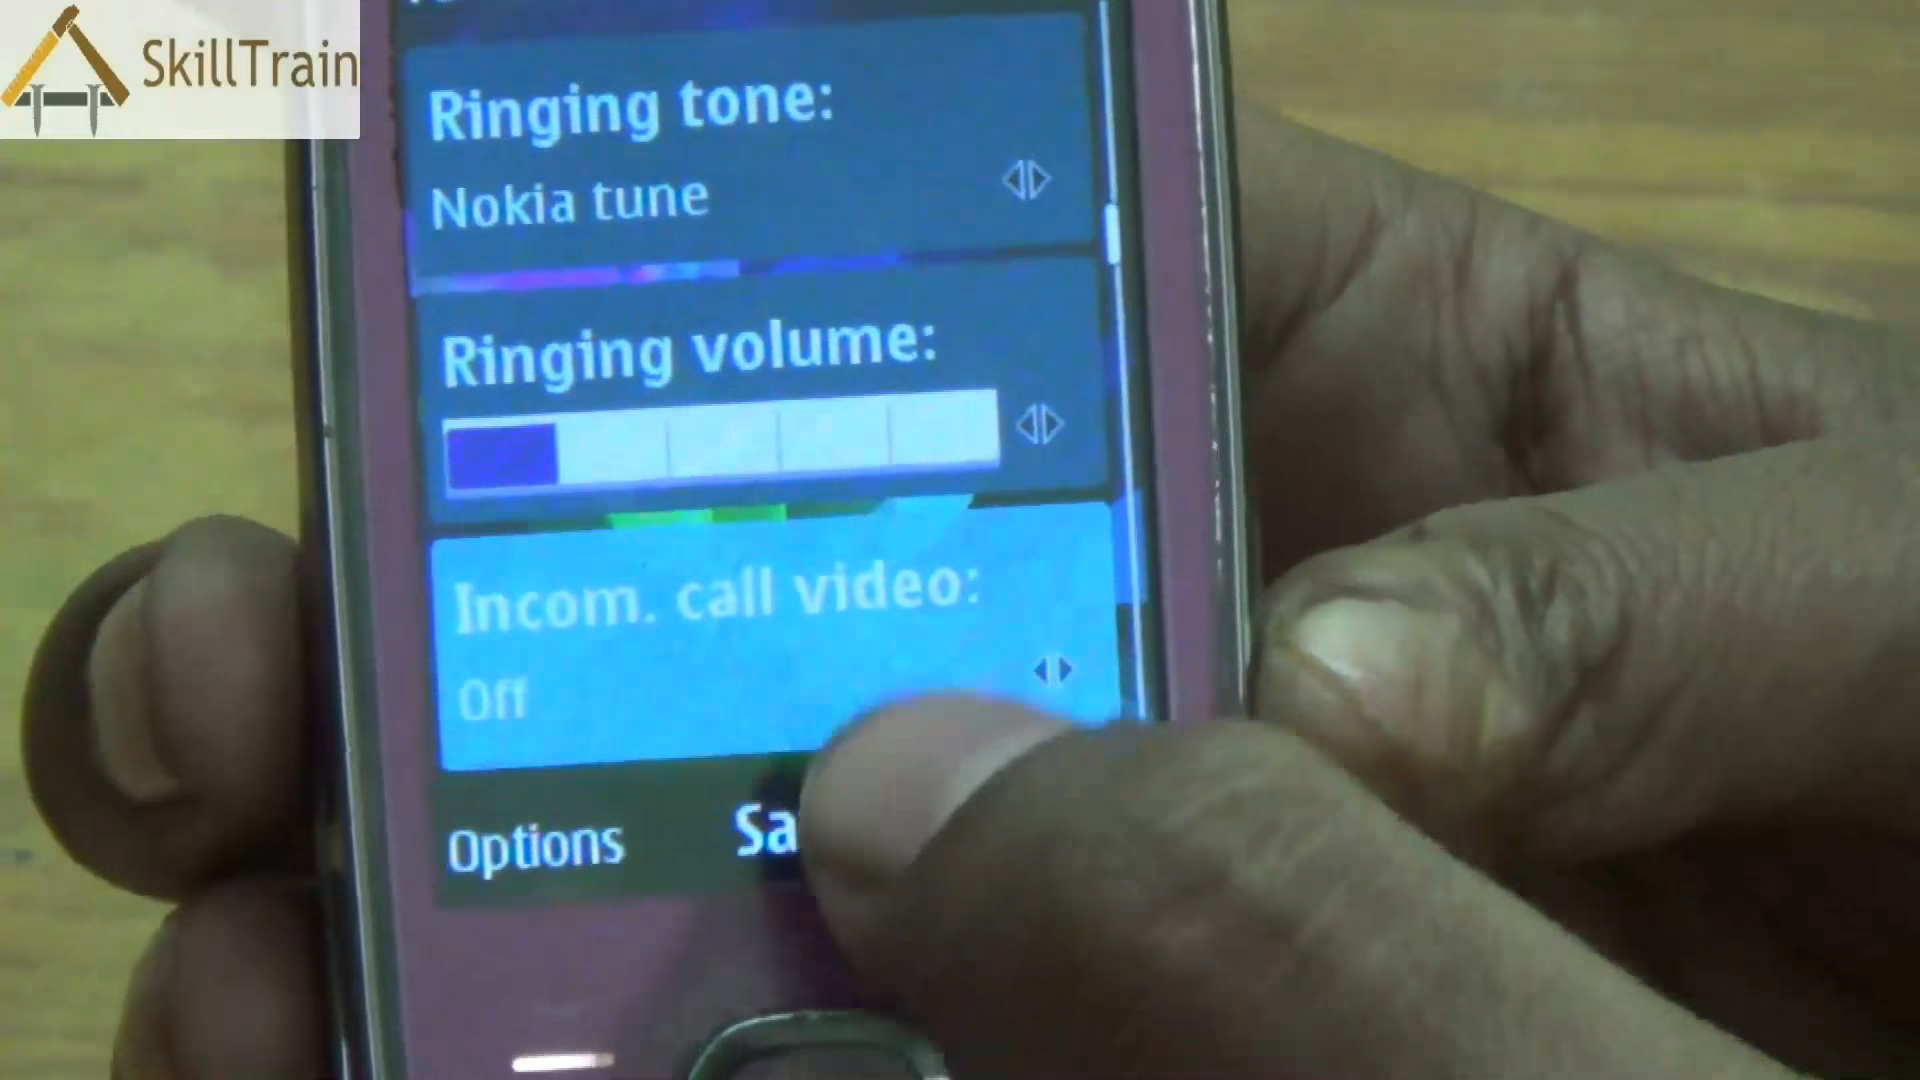 SkillTrain
Ringing tone:
Nokia tune
Ringing volume:
Incom. call video:
Off
Options